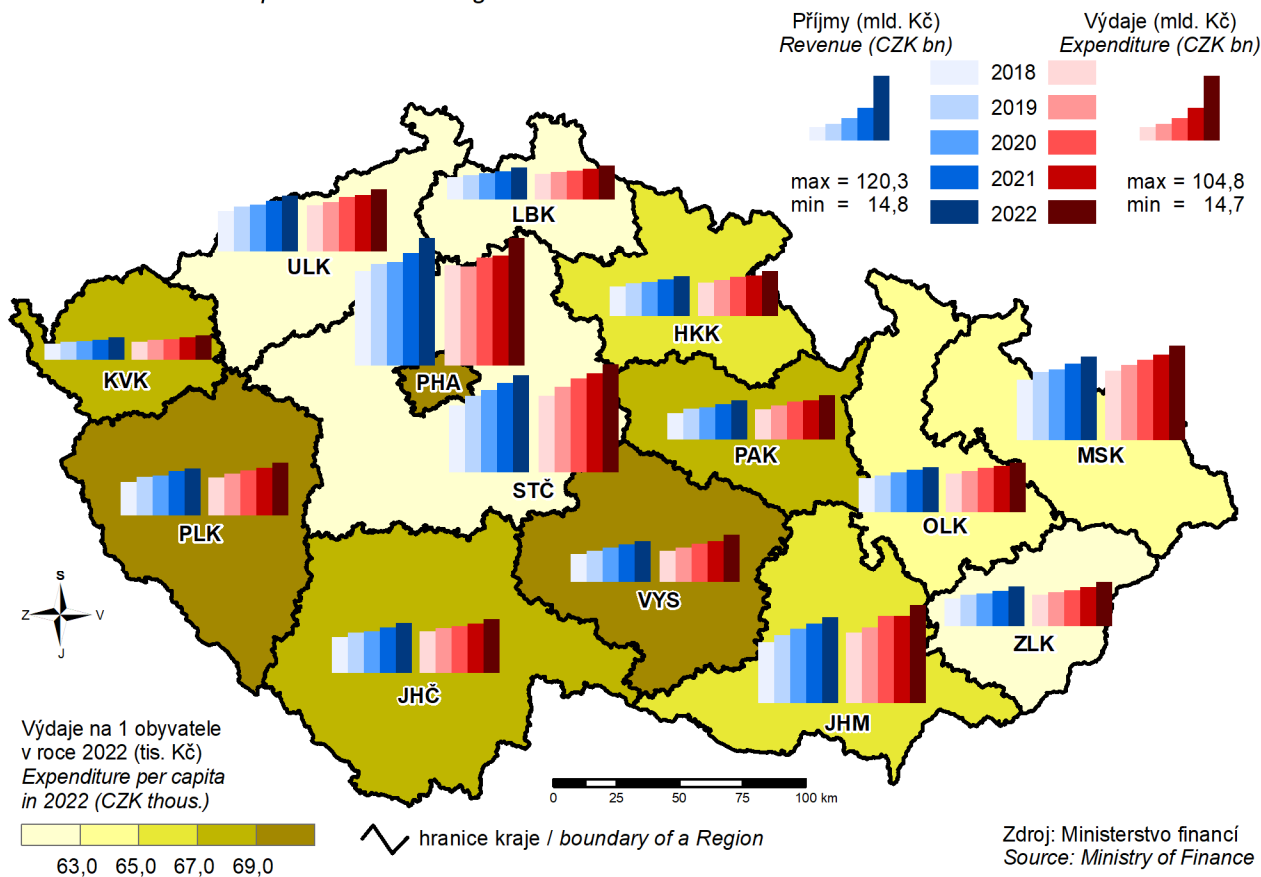 Příjmy (mld. Kč)
Revenue (CZK bn)
Výdaje (mld. Kč)
Expenditure (CZK bn)
2018
2019
2020
2021
2022
max = 120,3
min = 14,8
max = 104,8
min = 14,7
LBK
ULK
HKK
KVK
PHA
PAK
MSK
STČ
OLK
PLK
VYS
ZLK
JHČ
JHM
S
Z
V
J
Výdaje na 1 obyvatele
v roce 2022 (tis. Kč)
Expenditure per capita
in 2022 (CZK thous.)
63,0 65,0 67,0 69,0
0 25 50 75 100 km
hranice kraje / boundary of a Region
Zdroj: Ministerstvo financí
Source: Ministry of Finance